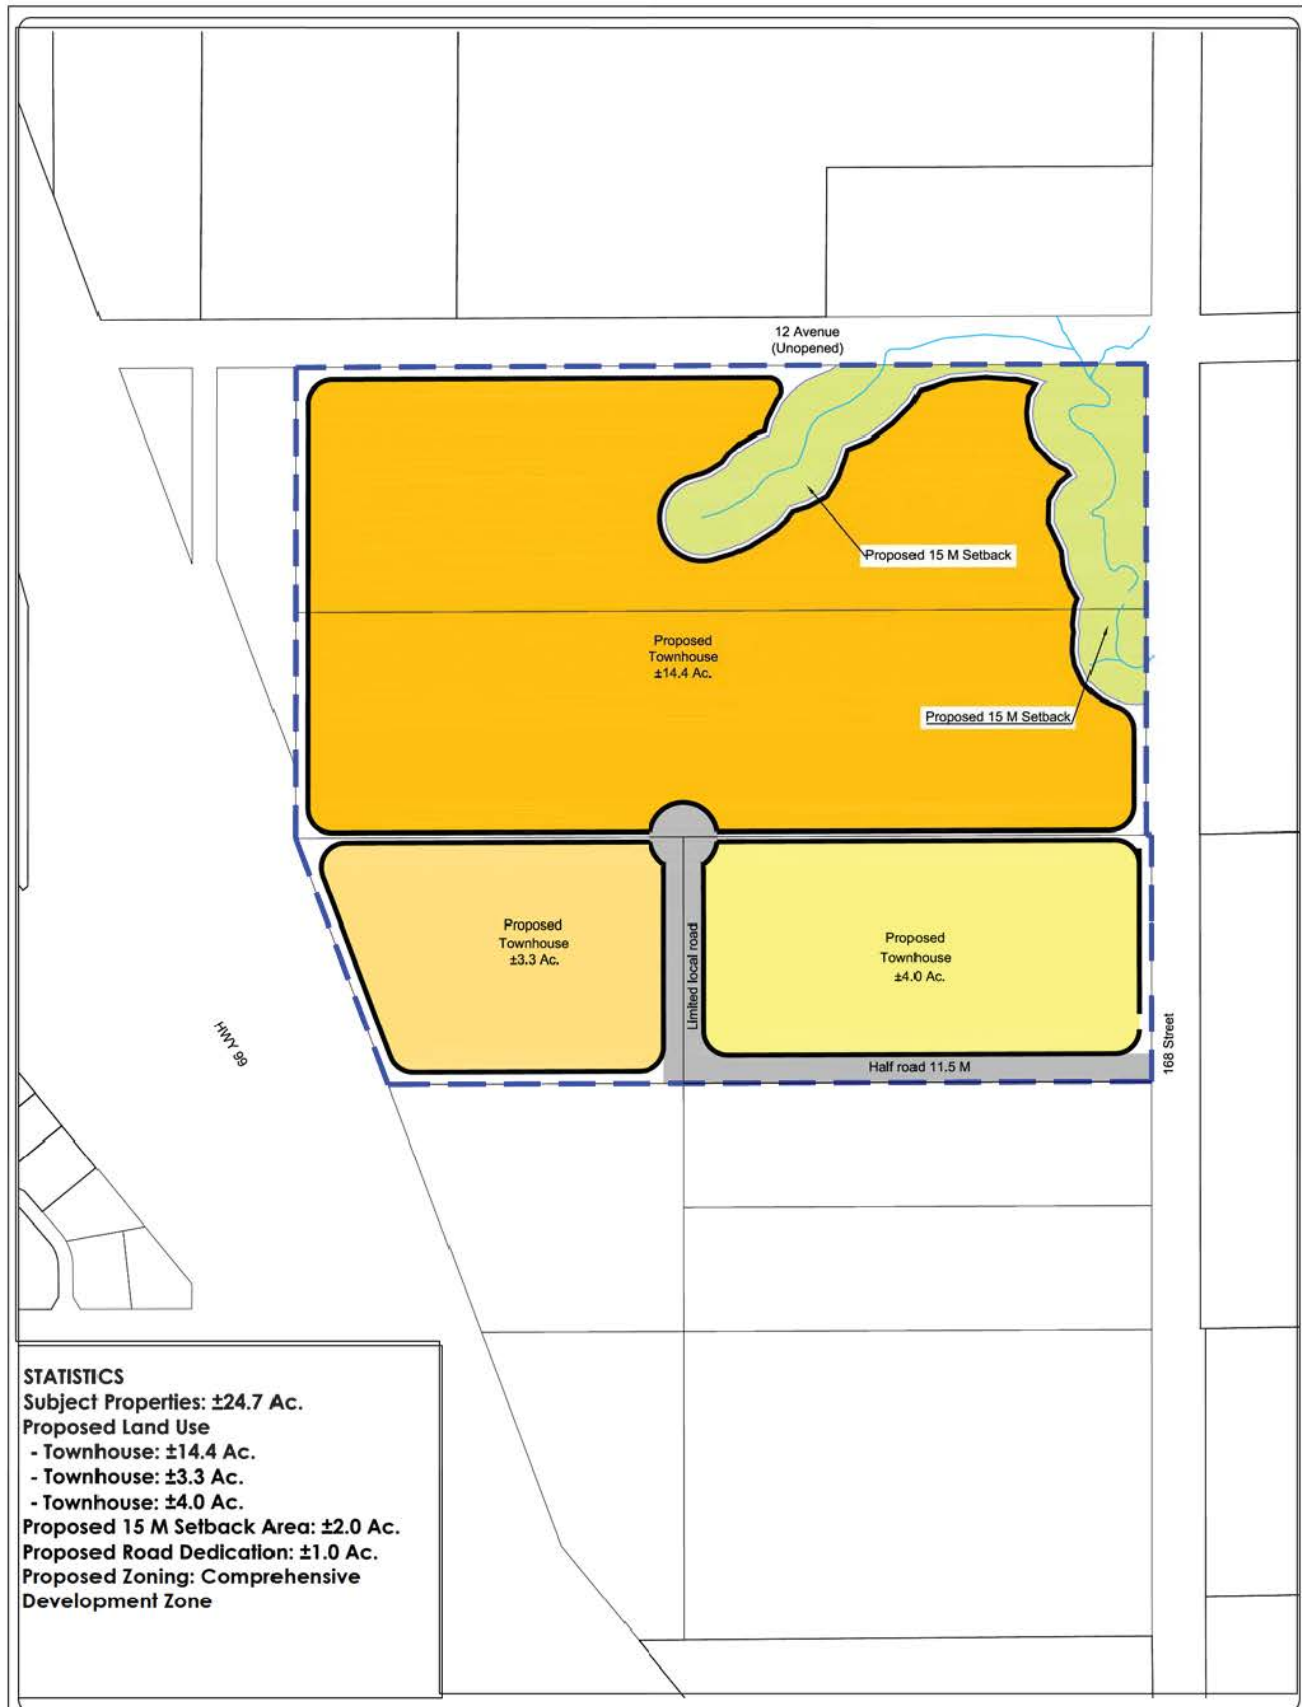 12 Avenue
(Unopened)
Proposed 15 M Setback
Proposed
Townhouse
±14.4 Ac.
Proposed 15 M Setback
Proposed
Townhouse
±3.3 Ac.
Limited local road
Proposed
Townhouse
±4.0 Ac.
HWY 99
168 Street
Half road 11.5 M
STATISTICS
Subject Properties: ±24.7 Ac.
Proposed Land Use
- Townhouse: ±14.4 Ac.
- Townhouse: ±3.3 Ac.
- Townhouse: ±4.0 Ac.
Proposed 15 M Setback Area: ±2.0 Ac.
Proposed Road Dedication: ±1.0 Ac.
Proposed Zoning: Comprehensive
Development Zone